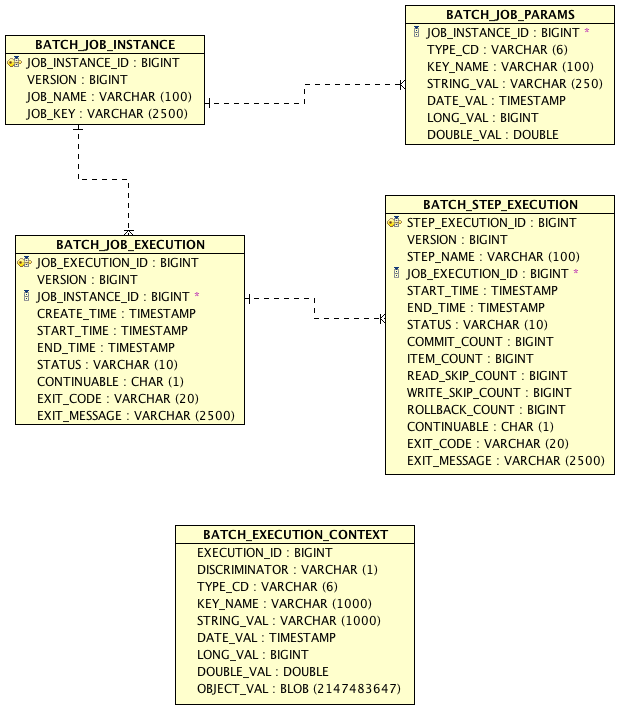 BATCH_JOB_INSTANCE
JOB_INSTANCE_ID : BIGINT
VERSION : BIGINT
JOB_NAME : VARCHAR (100)
JOB_KEY : VARCHAR (2500)
BATCH_JOB_PARAMS
JOB_INSTANCE_ID : BIGINT *
TYPE_CD : VARCHAR (6)
KEY_NAME : VARCHAR (100)
STRING_VAL : VARCHAR (250)
DATE_VAL : TIMESTAMP
LONG_VAL : BIGINT
DOUBLE_VAL : DOUBLE
BATCH_JOB_EXECUTION
JOB_EXECUTION_ID : BIGINT
VERSION : BIGINT
JOB_INSTANCE_ID : BIGINT *
CREATE_TIME : TIMESTAMP
START_TIME : TIMESTAMP
END_TIME : TIMESTAMP
STATUS : VARCHAR (10)
CONTINUABLE : CHAR (1)
EXIT_CODE : VARCHAR (20)
EXIT_MESSAGE : VARCHAR (2500)
BATCH_STEP_EXECUTION
STEP_EXECUTION_ID : BIGINT
VERSION : BIGINT
STEP_NAME : VARCHAR (100)
JOB_EXECUTION_ID : BIGINT *
START_TIME : TIMESTAMP
END_TIME : TIMESTAMP
STATUS : VARCHAR (10)
COMMIT_COUNT : BIGINT
ITEM_COUNT : BIGINT
READ_SKIP_COUNT : BIGINT
WRITE_SKIP_COUNT : BIGINT
ROLLBACK_COUNT : BIGINT
CONTINUABLE : CHAR (1)
EXIT_CODE : VARCHAR (20)
EXIT_MESSAGE : VARCHAR (2500)
BATCH_EXECUTION_CONTEXT
EXECUTION_ID : BIGINT
DISCRIMINATOR : VARCHAR (1)
TYPE_CD : VARCHAR (6)
KEY_NAME : VARCHAR (1000)
STRING_VAL : VARCHAR (1000)
DATE_VAL : TIMESTAMP
LONG_VAL : BIGINT
DOUBLE_VAL : DOUBLE
OBJECT_VAL : BLOB (2147483647)